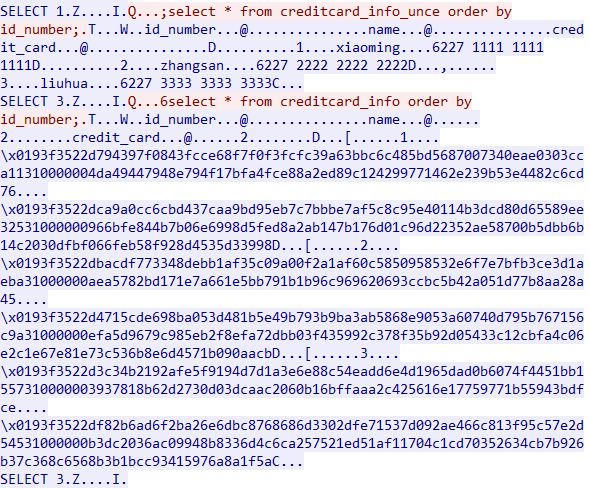 SELECT 1.Z....I.Q...;select * from creditcard_info_unce order by
id_number;.T...W..id_number...@...............name...@...............cred
it_card...@...............D..........1....xiaoming....6227 1111 1111
1111D..........2....zhangsan....6227 2222 2222 2222D...,......
3....liuhua....6227 3333 3333 3333C...
SELECT 3.Z....I.Q...6select * from creditcard_info order by
id_number;.T...W..id_number...@...............name...@......
2........credit_card...@......2........D...[......1....
\x0193f3522d794397f0843fcce68f7f0f3fcfc39a63bbc6c485bd5687007340eae0303cc
a11310000004da49447948e794f17bfa4fce88a2ed89c124299771462e239b53e4482c6cd
76....
\x0193f3522dca9a0cc6cbd437caa9bd95eb7c7bbbe7af5c8c95e40114b3dcd80d65589ee
32531000000966bfe844b7b06e6998d5fed8a2ab147b176d01c96d22352ae58700b5dbb6b
14c2030dfbf066feb58f928d4535d33998D...[......2....
\x0193f3522dbacdf773348debb1af35c09a00f2a1af60c5850958532e6f7e7bfb3ce3d1a
eba31000000aea5782bd171e7a661e5bb791b1b96c969620693ccbc5b42a051d77b8aa28a
45....
\x0193f3522d4715cde698ba053d481b5e49b793b9ba3ab5868e9053a60740d795b767156
c9a31000000efa5d9679c985eb2f8efa72dbb03f435992c378f35b92d05433c12cbfa4c06
e2c1e67e81e73c536b8e6d4571b090aacbD...[......3....
\x0193f3522d3c34b2192afe5f9194d7d1a3e6e88c54eadd6e4d1965dad0b6074f4451bb1
5573100000003937818b62d2730d03dcaac2060b16bffaaa2c425616e17759771b55943bdf
ce....
\x0193f3522df82b6ad6f2ba26e6dbc8768686d3302dfe71537d092ae466c813f95c57e2d
54531000000b3dc2036ac09948b8336d4c6ca257521ed51af11704c1cd70352634cb7b926
b37c368c6568b3b1bcc93415976a8a1f5aC...
SELECT 3.Z....I.